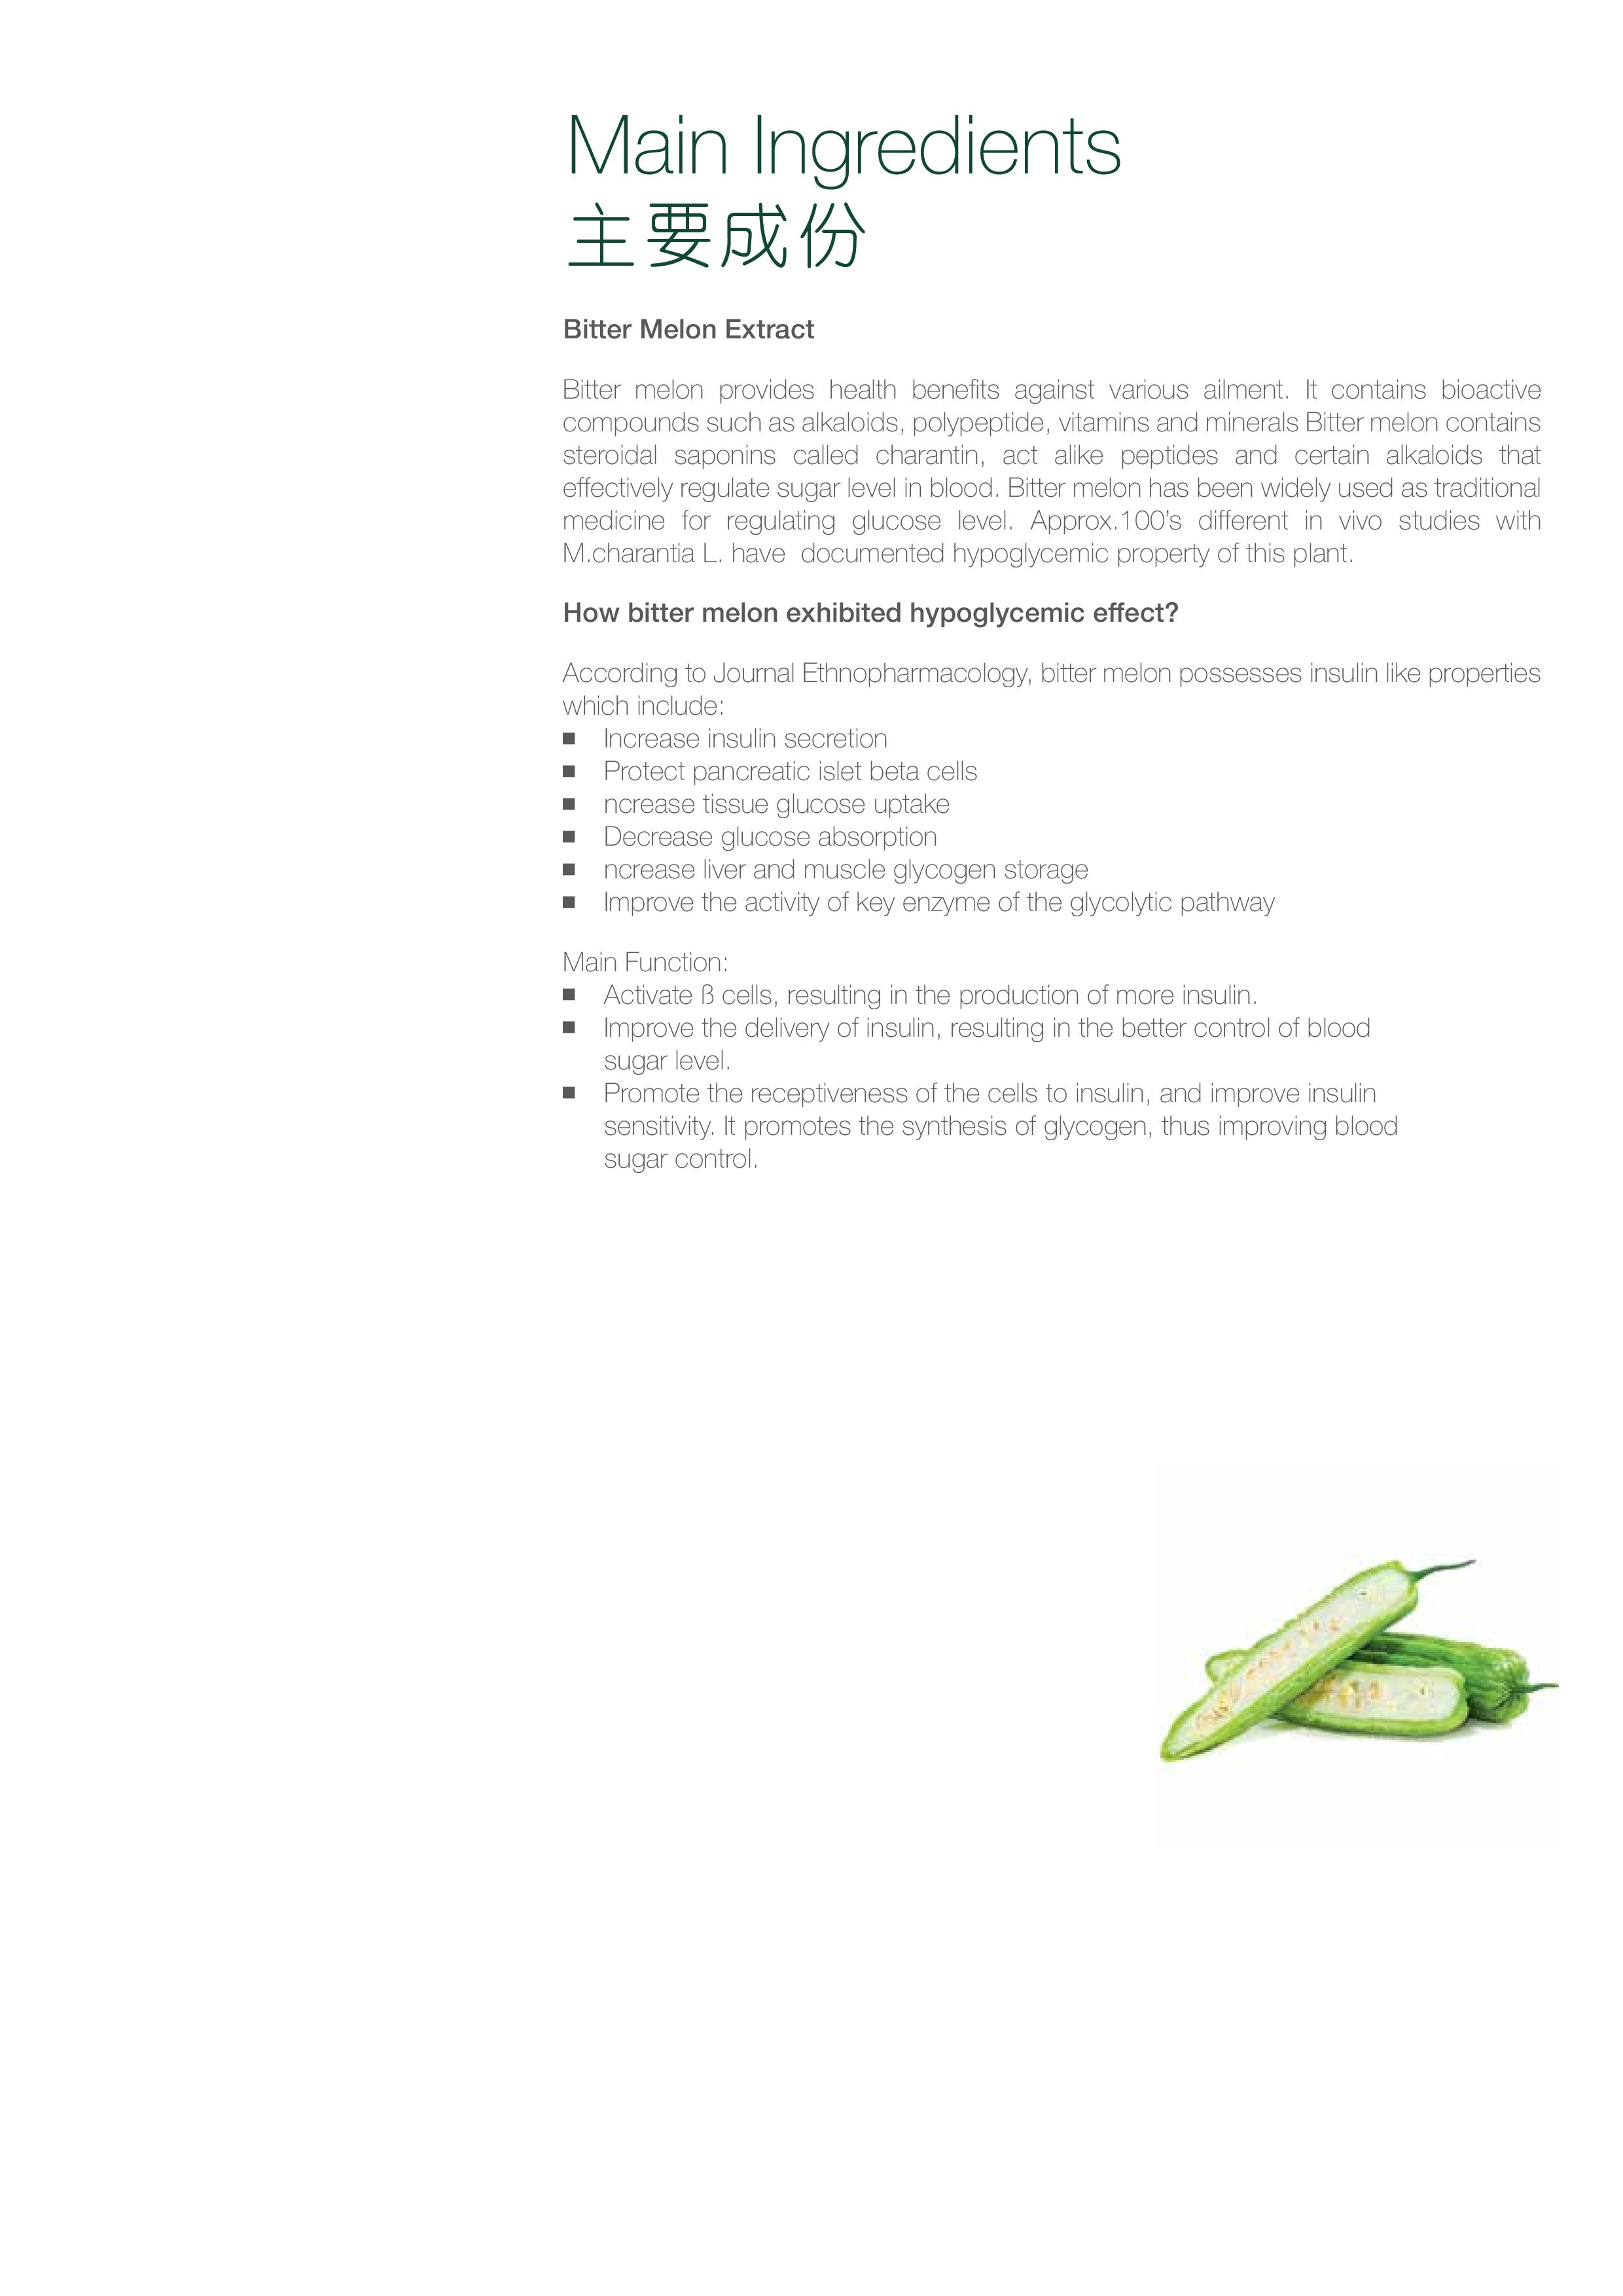 Main Ingredients
主要成份
Bitter Melon Extract
Bitter melon provides health benefits against various ailment. It contains bioactive
compounds such as alkaloids, polypeptide, vitamins and minerals Bitter melon contains
steroidal saponins called charantin, act alike peptides and certain alkaloids that
effectively regulate sugar level in blood. Bitter melon has been widely used as traditional
medicine for regulating glucose level. Approx.100’s different in vivo studies with
M.charantia L. have  documented hypoglycemic property of this plant.
How bitter melon exhibited hypoglycemic effect?
According to Journal Ethnopharmacology, bitter melon possesses insulin like properties
which include:
■ Increase insulin secretion
■ Protect pancreatic islet beta cells
■ ncrease tissue glucose uptake
■ Decrease glucose absorption
■ ncrease liver and muscle glycogen storage
■ Improve the activity of key enzyme of the glycolytic pathway
Main Function:
■ Activate ß cells, resulting in the production of more insulin.
■ Improve the delivery of insulin, resulting in the better control of blood
sugar level.
■ Promote the receptiveness of the cells to insulin, and improve insulin
sensitivity. It promotes the synthesis of glycogen, thus improving blood
sugar control.